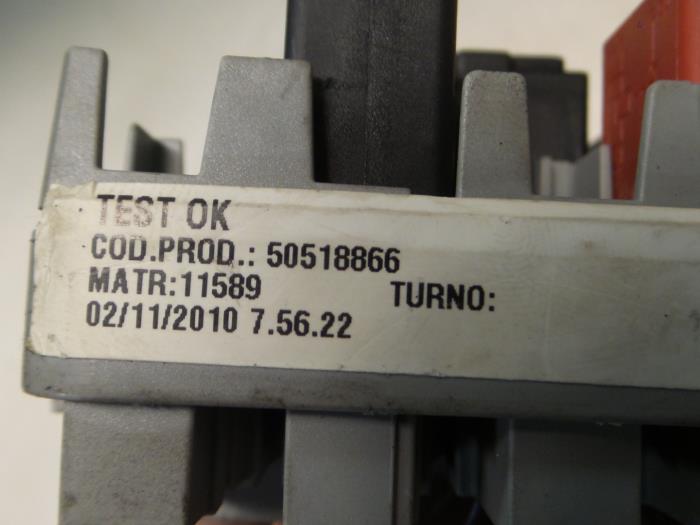 TEST OK
COD.PROD.: 50518866
MATR:11589 TURNO:
02/11/2010 7.56.22